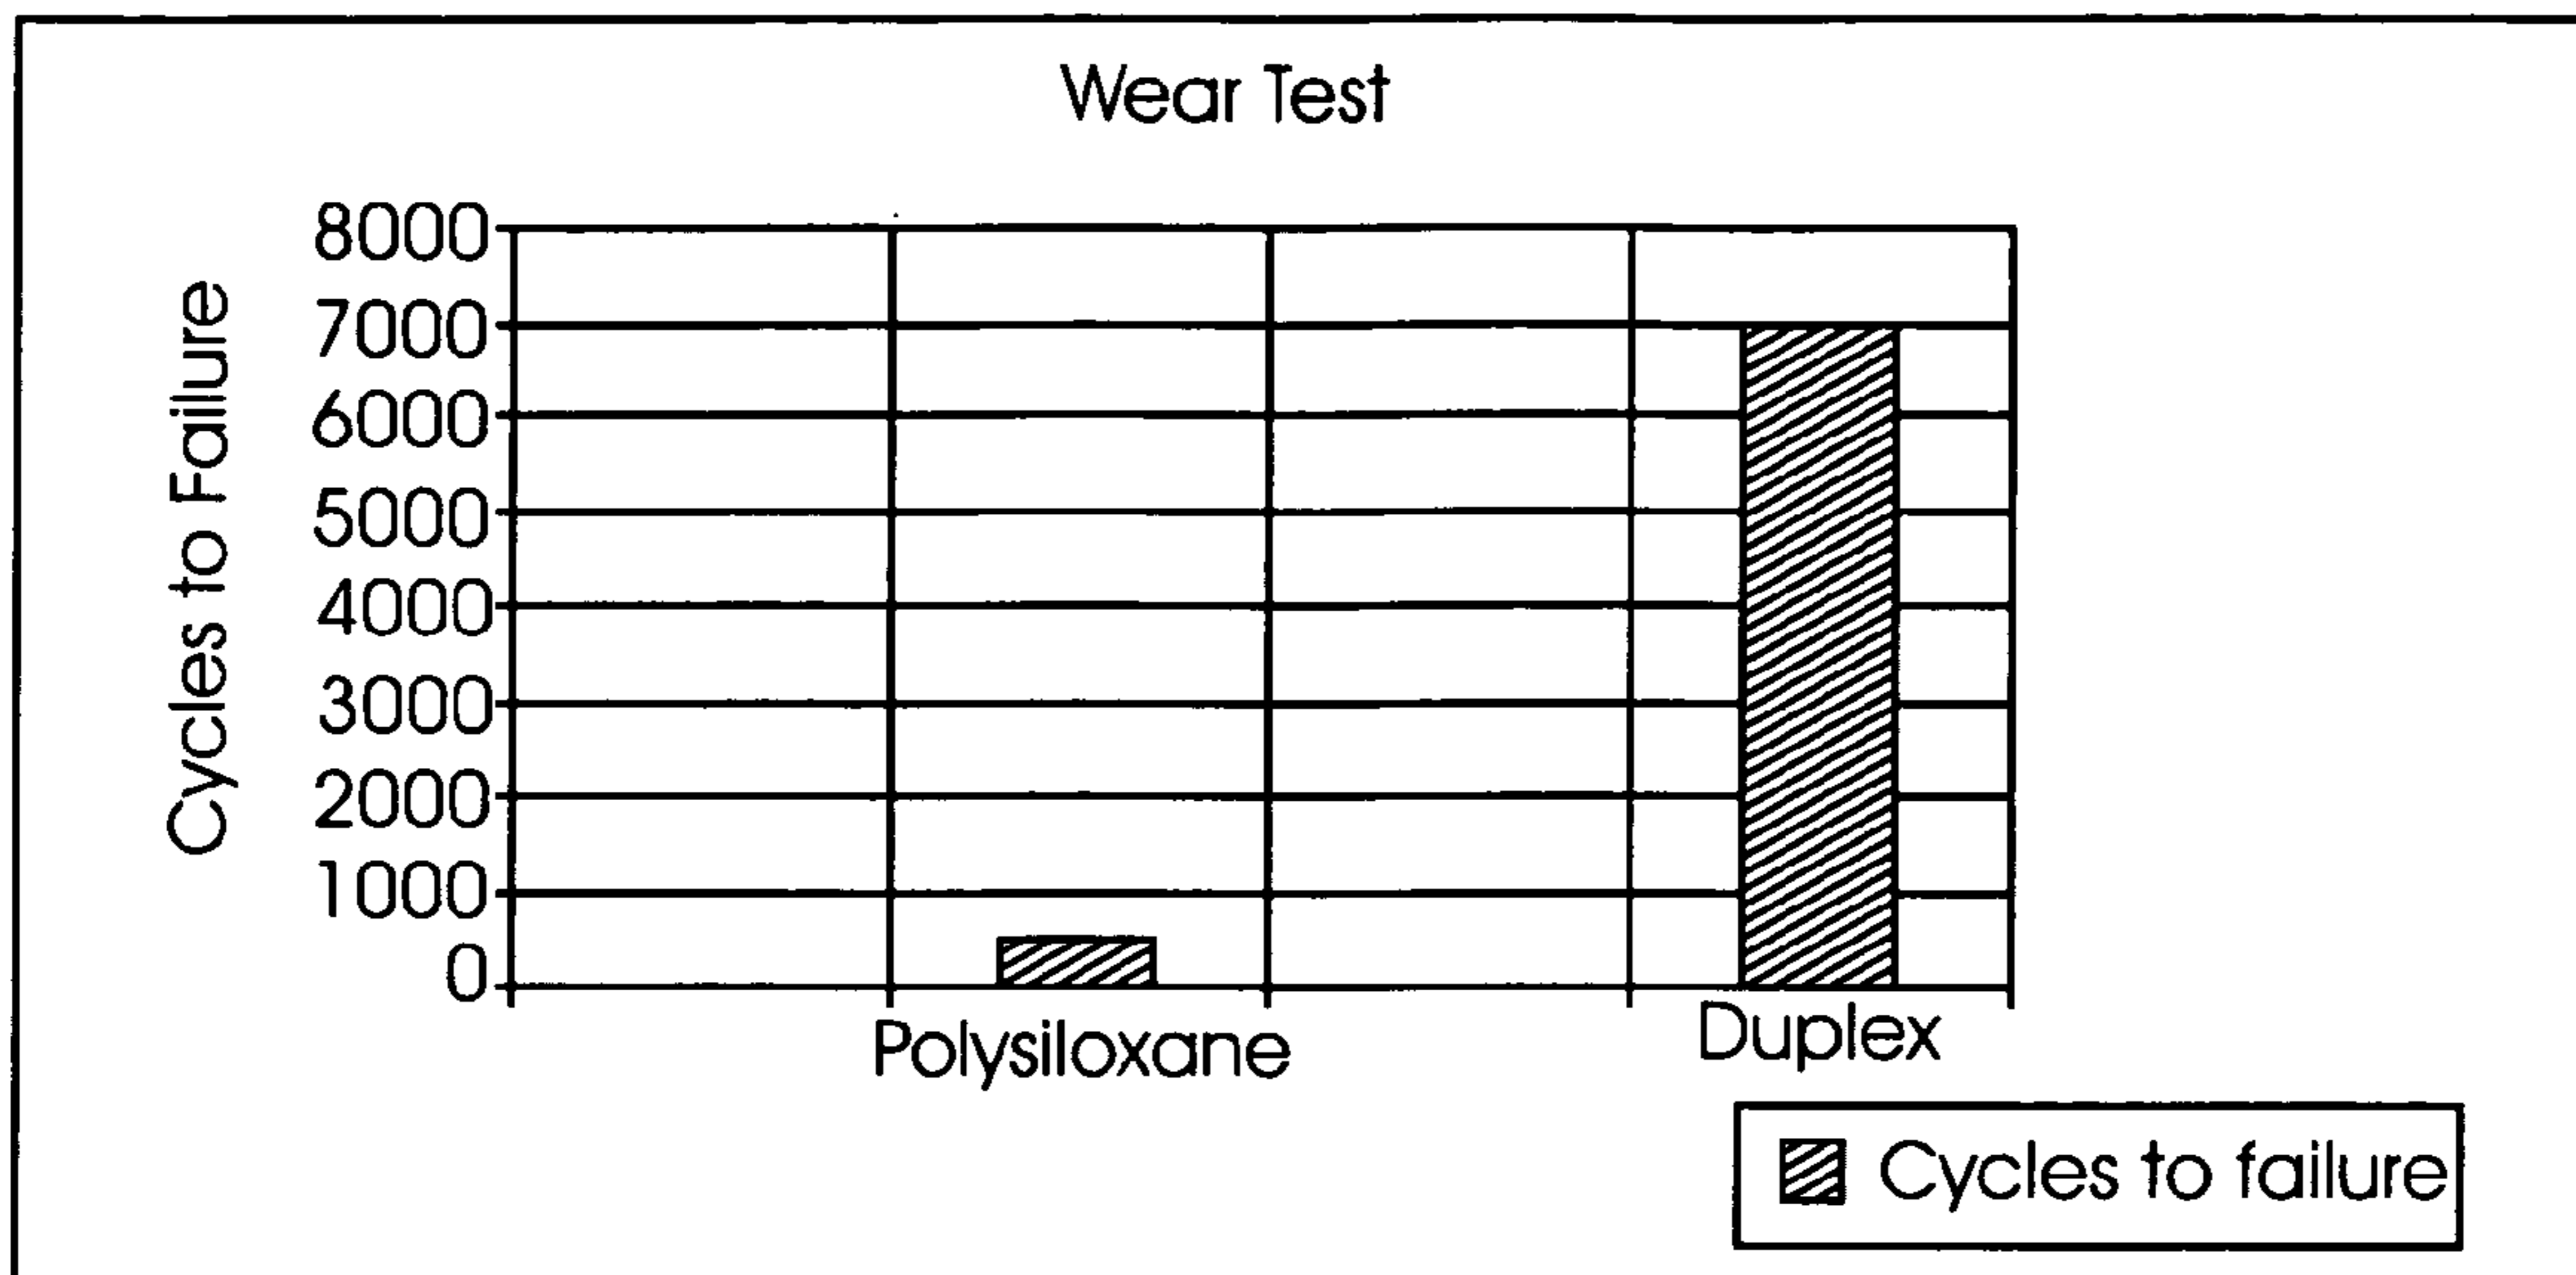 Wear Test
Cycles to Failure
8000
7000
6000
5000
4000
3000
2000
1000
0
Polysiloxane
Duplex
Cycles to failure